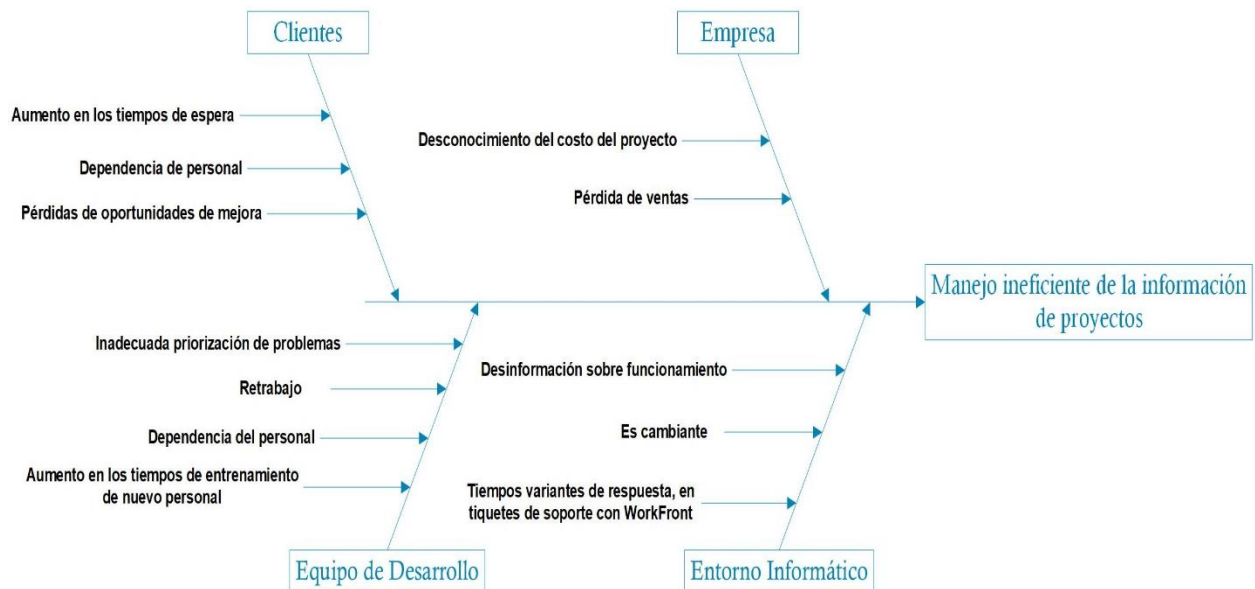 Clientes
Empresa
Aumento en los tiempos de espera
Dependencia de personal
Pérdidas de oportunidades de mejora
Desconocimiento del costo del proyecto
Pérdida de ventas
Manejo ineficiente de la información
de proyectos
Inadecuada priorización de problemas
Retrabajo
Dependencia del personal
Aumento en los tiempos de entrenamiento
de nuevo personal
Desinformación sobre funcionamiento
Es cambiante
Tiempos variantes de respuesta, en
tiquetes de soporte con WorkFront
Equipo de Desarrollo
Entorno Informático